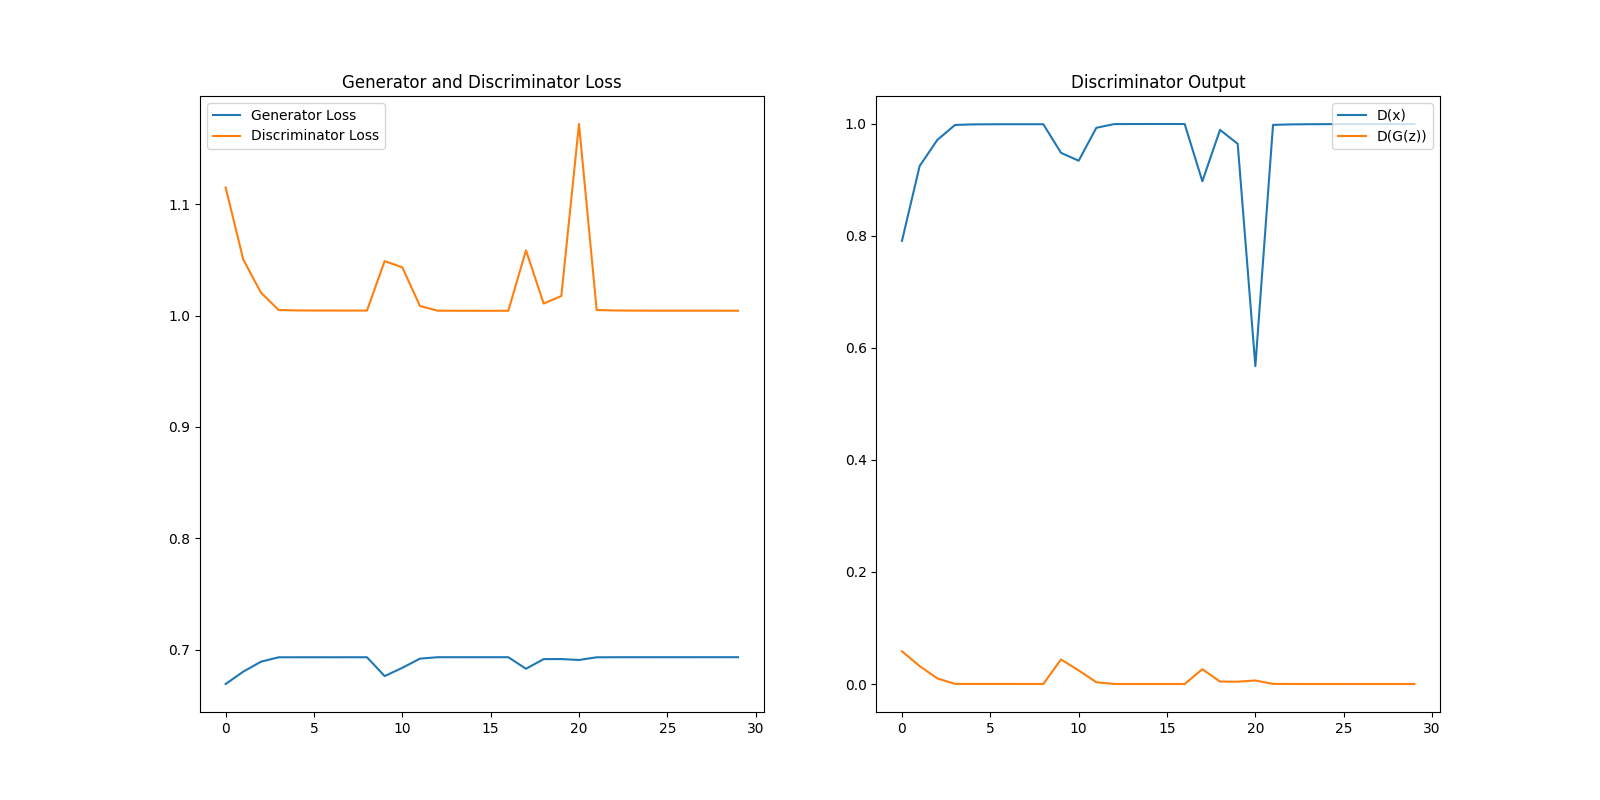 Generator and Discriminator Loss
Generator Loss
Discriminator Loss
1.1
1.0
0.9
0.8
0.7
0 5 10 15 20 25 30
Discriminator Output
D(x)
D(G(z))
1.0
0.8
0.6
0.4
0.2
0.0
0 5 10 15 20 25 30